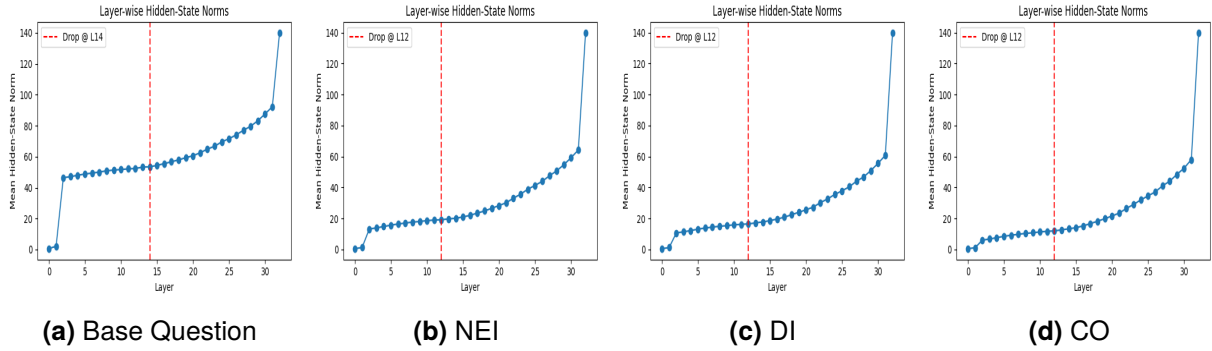 Layer-wise Hidden-State Norms
Drop @ L14
Mean Hidden-State Norm
0
20
40
60
80
100
120
140
0 5 10 15 20 25 30
Layer
(a) Base Question
Layer-wise Hidden-State Norms
Drop @ L12
Mean Hidden-State Norm
0
20
40
60
80
100
120
140
0 5 10 15 20 25 30
Layer
(b) NEI
Layer-wise Hidden-State Norms
Drop @ L12
Mean Hidden-State Norm
0
20
40
60
80
100
120
140
0 5 10 15 20 25 30
Layer
(c) DI
Layer-wise Hidden-State Norms
Drop @ L12
Mean Hidden-State Norm
0
20
40
60
80
100
120
140
0 5 10 15 20 25 30
Layer
(d) CO